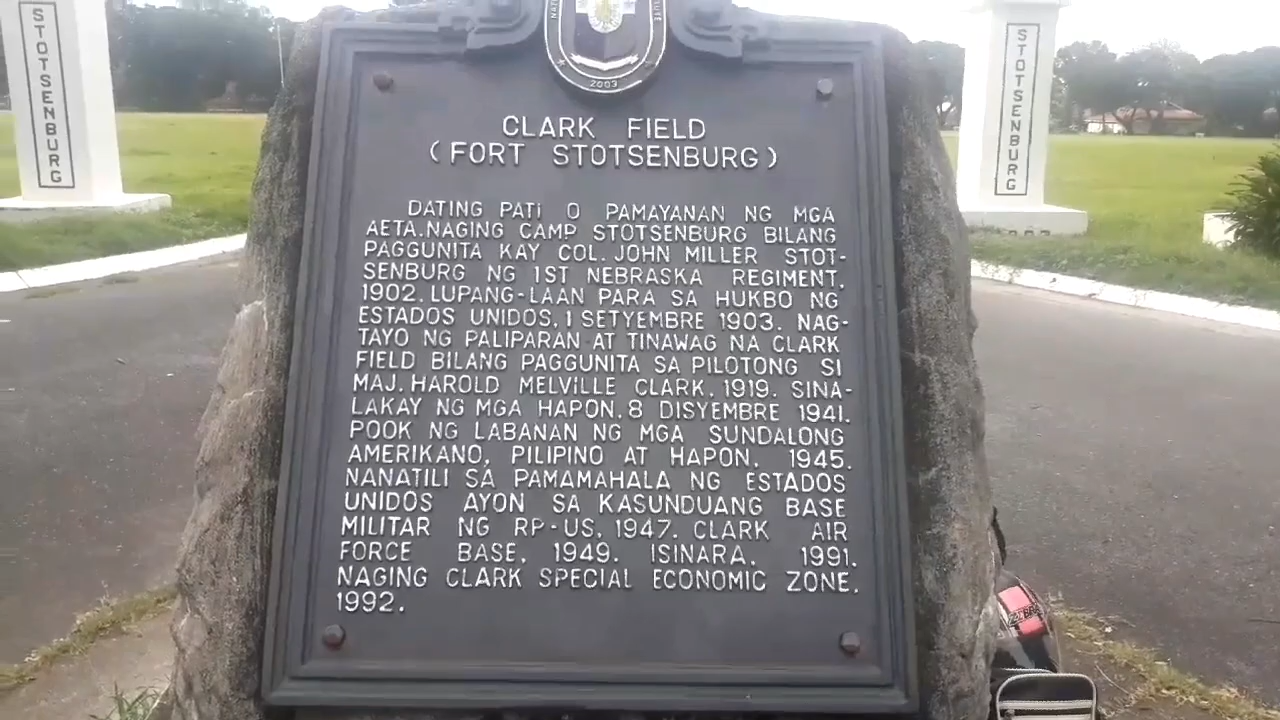 STOTSENBURG
STOTSENBURG
2003
CLARK FIELD
(FORT STOTSENBURG)
DATING PATi O PAMAYANAN NG MGA
AETA.NAGING CAMP STOTSENBURG BILANG
PAGGUNITA KAY COL. JOHN MILLER STOT-
SENBURG NG 1ST NEBRASKA REGIMENT,
1902. LUPANG-LAAN PARA SA HUKBO NG
ESTADOS UNIDOS, 1 SETYEMBRE 1903. NAG-
TAYO NG PALIPARAN AT TINAWAG NA CLARK
FIELD BILANG PAGGUNITA SA PILOTONG SI
MAJ. HAROLD MELViLLE CLARK, 1919. SINA-
LAKAY NG MGA HAPON, 8 DISYEMBRE 1941.
POOK NG LABANAN NG MGA SUNDALONG
AMERIKANO, PILIPINO AT HAPON, 1945.
NANATILI SA PAMAMAHALA NG ESTADOS
UNIDOS AYON SA KASUNDUANG BASE
MILITAR NG RP-US, 1947. CLARK AIR
FORCE BASE, 1949. ISINARA, 1991.
NAGING CLARK SPECIAL ECONOMIC ZONE,
1992.